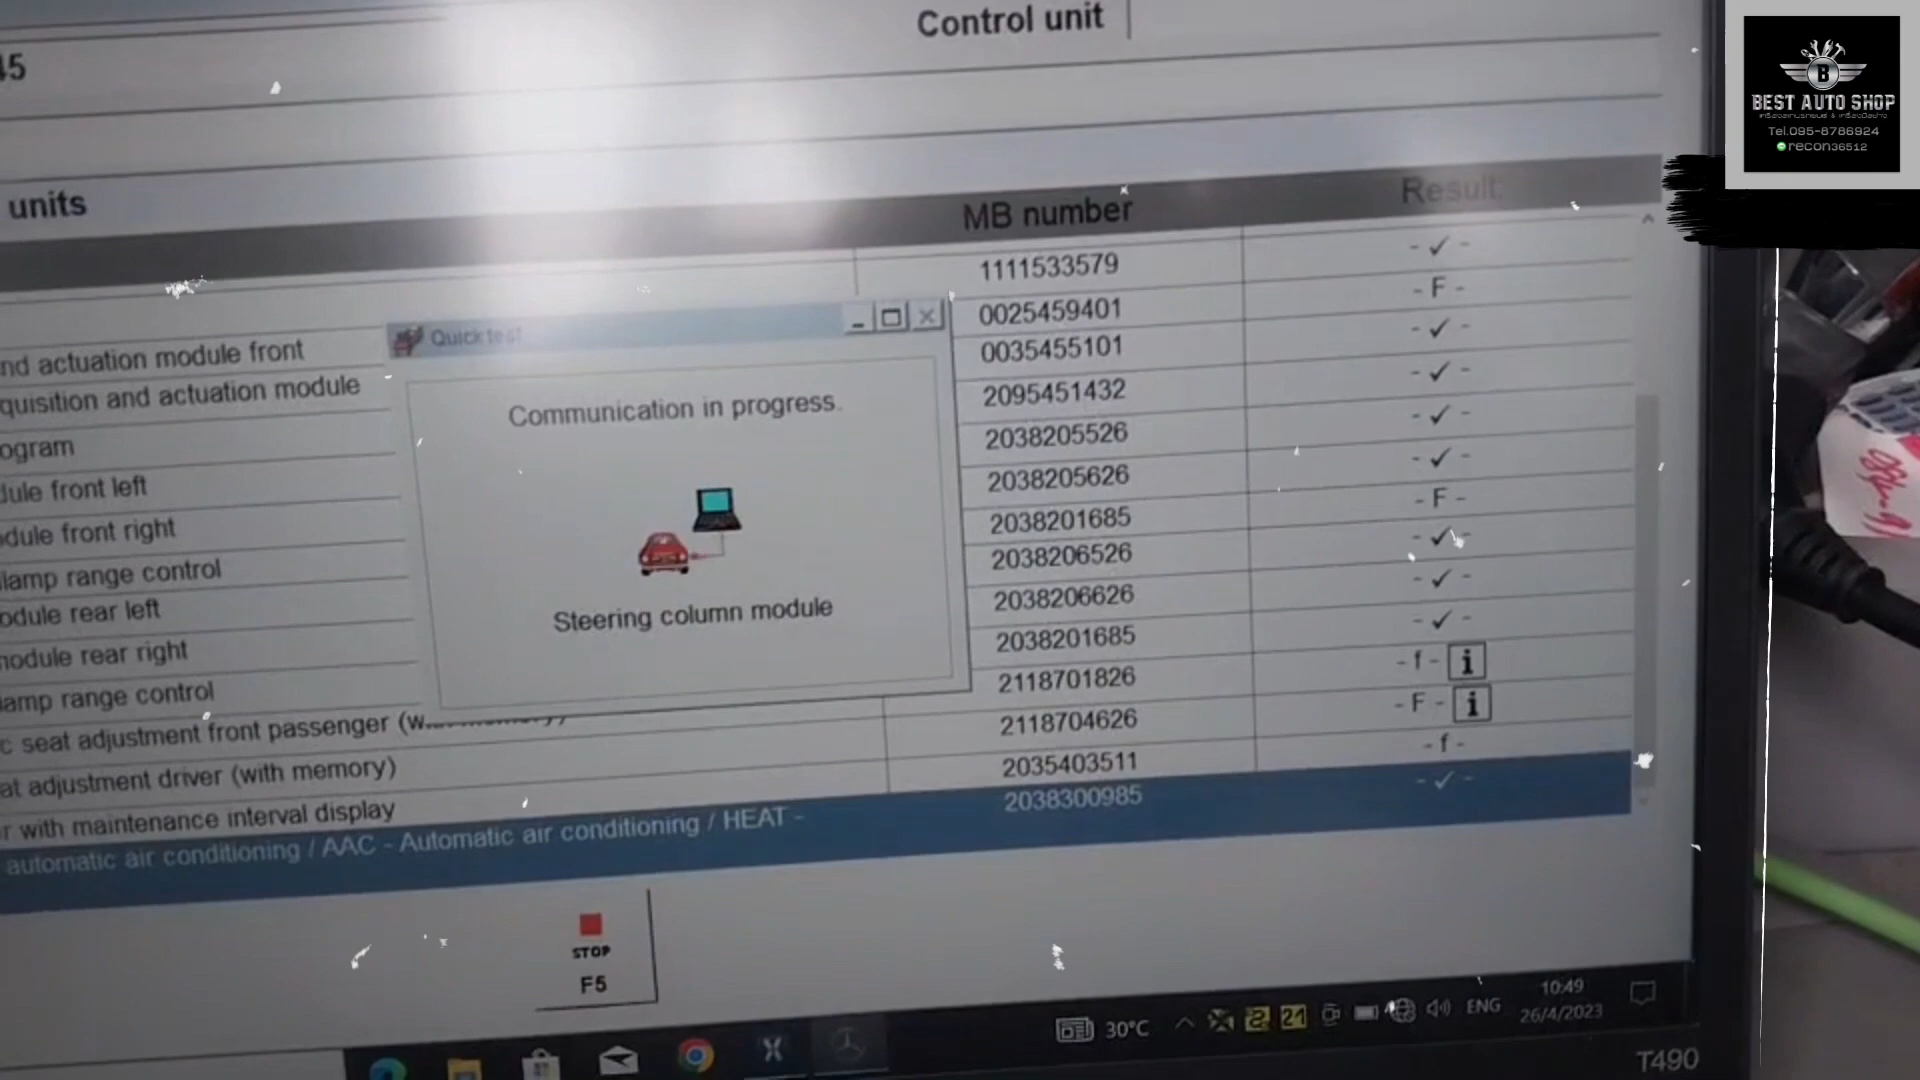 Control unit
45
units
MB number
Result:
1111533579
- ✓ -
0025459401
- F -
nd actuation module front
0035455101
- ✓ -
quisition and actuation module
2095451432
- ✓ -
ogram
2038205526
- ✓ -
dule front left
2038205626
- ✓ -
dule front right
2038201685
- F -
lamp range control
2038206526
- ✓ -
odule rear left
2038206626
- ✓ -
module rear right
2038201685
- ✓ -
lamp range control
2118701826
- f - i
c seat adjustment front passenger
2118704626
- F - i
at adjustment driver (with memory)
2035403511
- f -
r with maintenance interval display
2038300985
- ✓ -
automatic air conditioning / AAC - Automatic air conditioning / HEAT -
Quick test
Communication in progress.
Steering column module
STOP
F5
30°C
21
ENG
10:49
26/4/2023
T490
B
BEST AUTO SHOP
Tel.095-8786924
recon36512